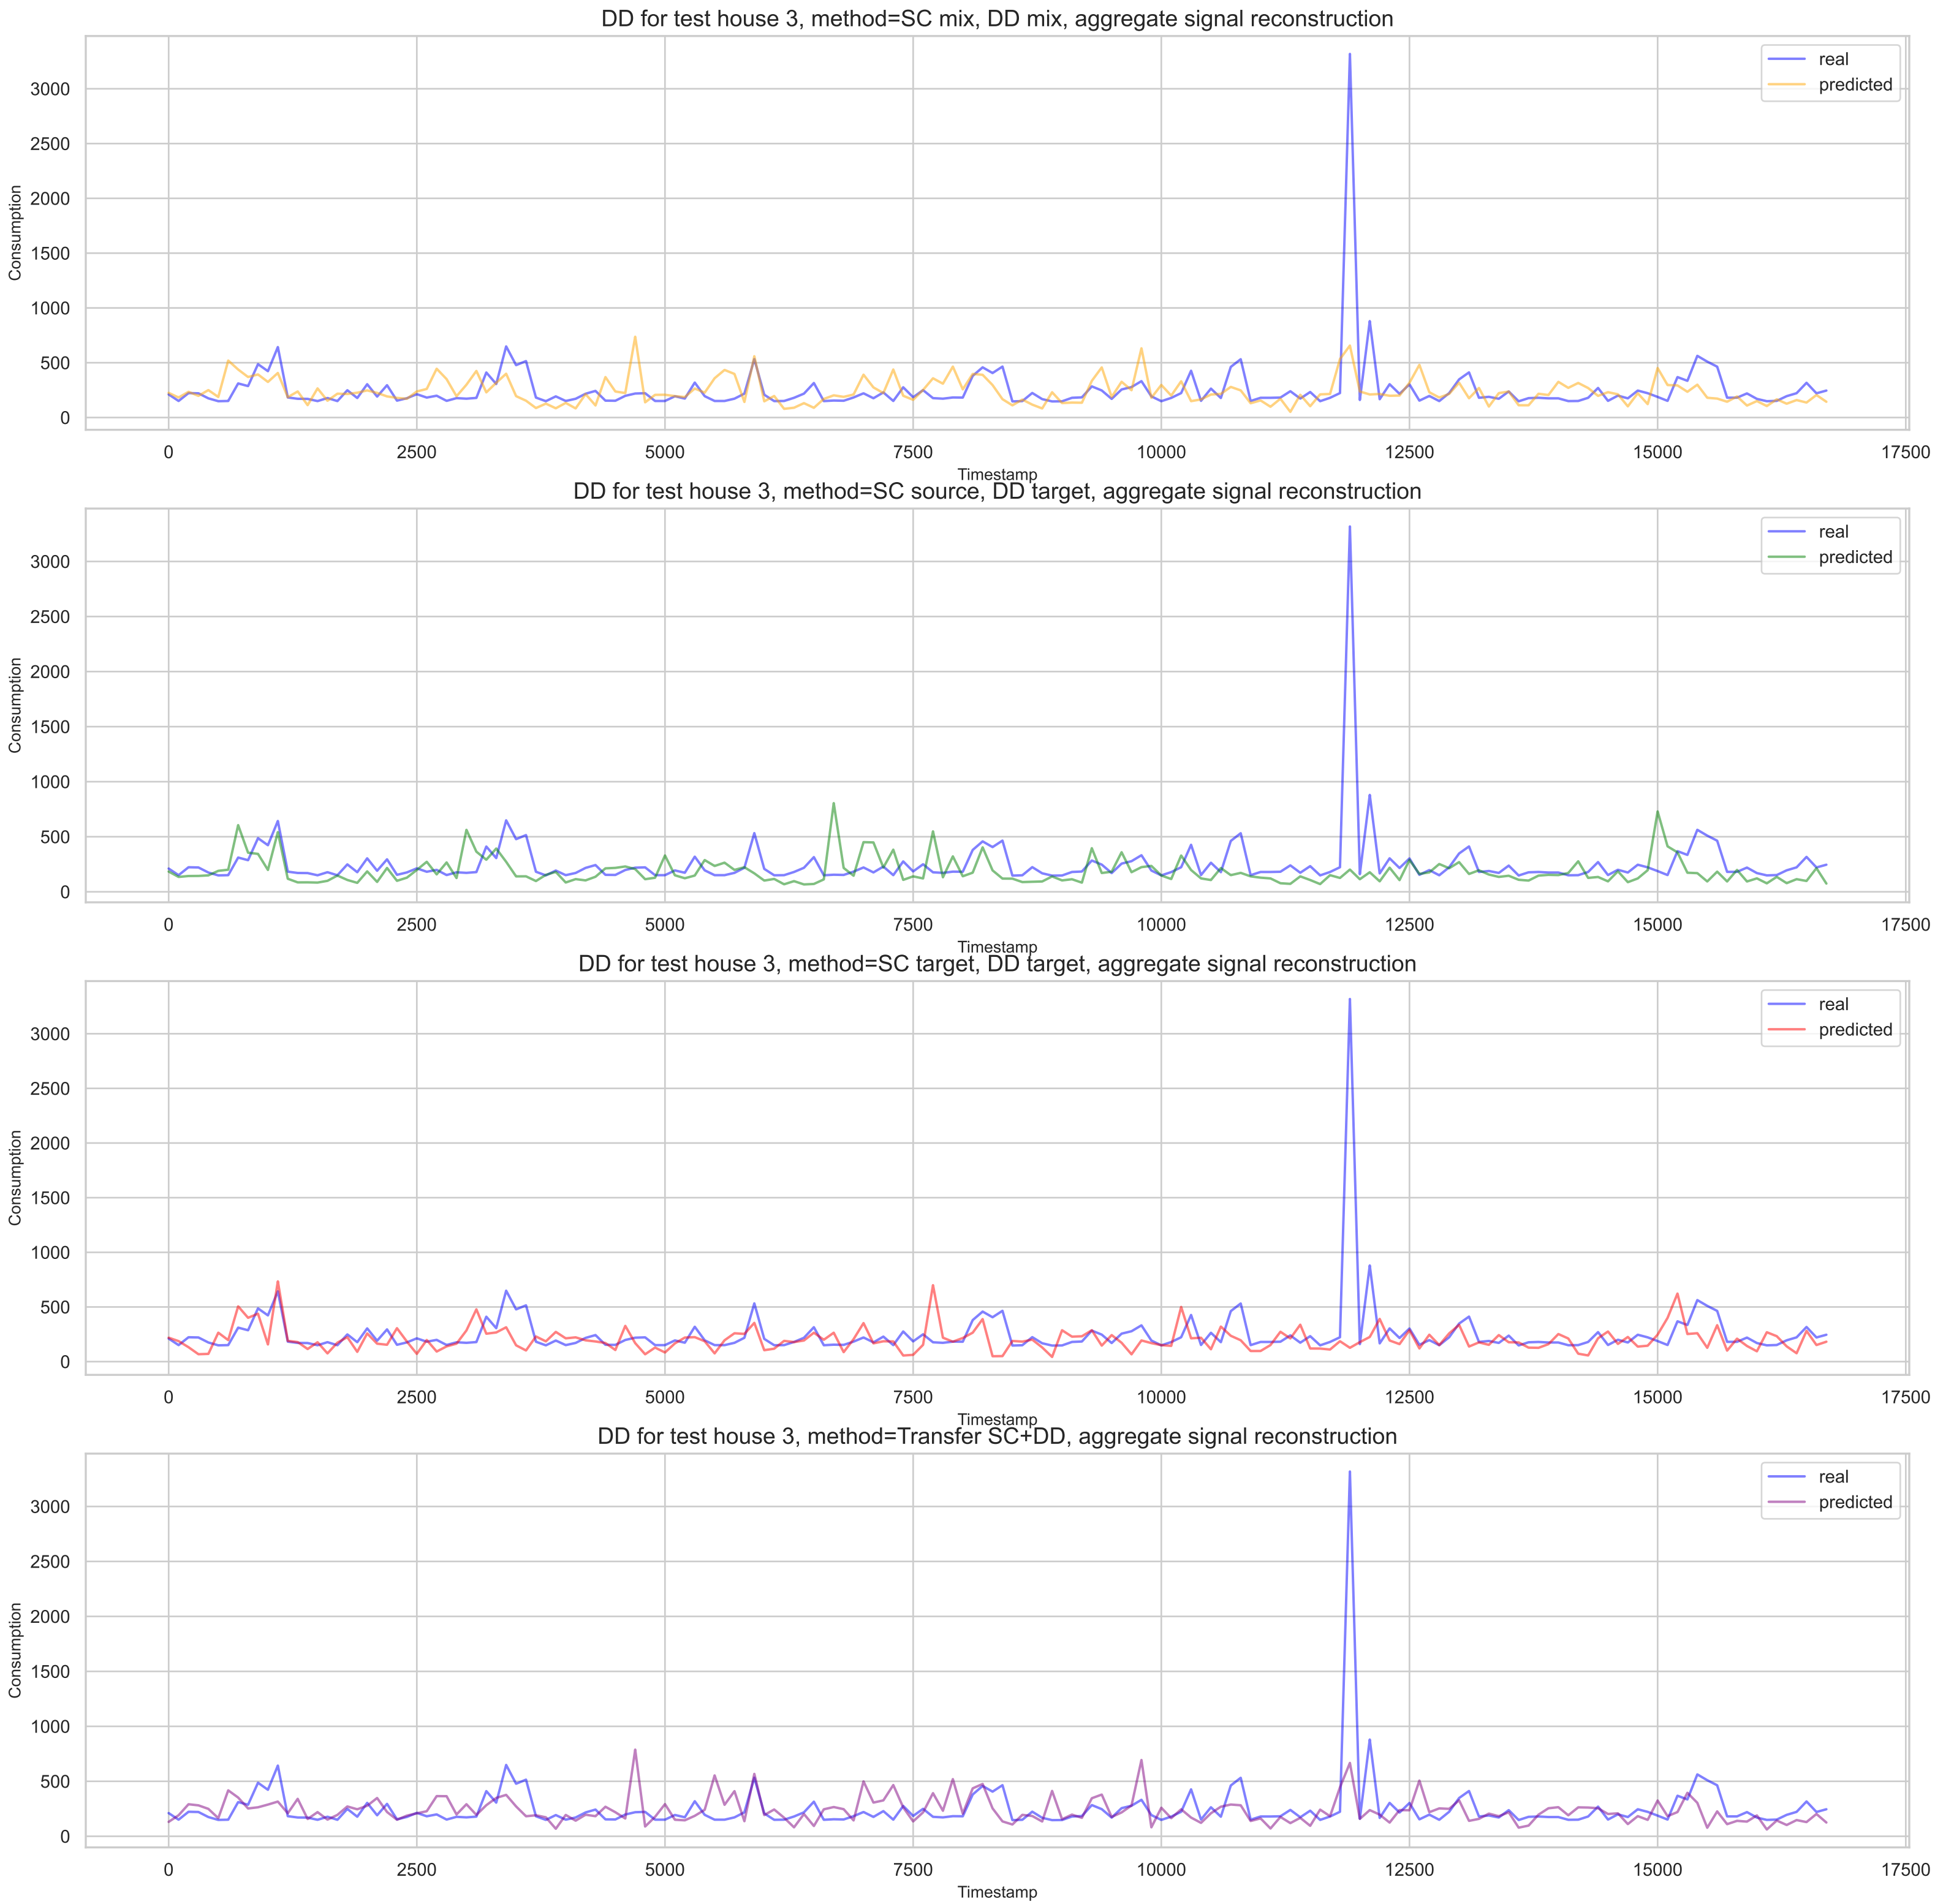 DD for test house 3, method=SC mix, DD mix, aggregate signal reconstruction
real
predicted
3000
2500
2000
1500
1000
500
0
Consumption
0 2500 5000 7500 10000 12500 15000 17500
Timestamp
DD for test house 3, method=SC source, DD target, aggregate signal reconstruction
real
predicted
3000
2500
2000
1500
1000
500
0
Consumption
0 2500 5000 7500 10000 12500 15000 17500
Timestamp
DD for test house 3, method=SC target, DD target, aggregate signal reconstruction
real
predicted
3000
2500
2000
1500
1000
500
0
Consumption
0 2500 5000 7500 10000 12500 15000 17500
Timestamp
DD for test house 3, method=Transfer SC+DD, aggregate signal reconstruction
real
predicted
3000
2500
2000
1500
1000
500
0
Consumption
0 2500 5000 7500 10000 12500 15000 17500
Timestamp